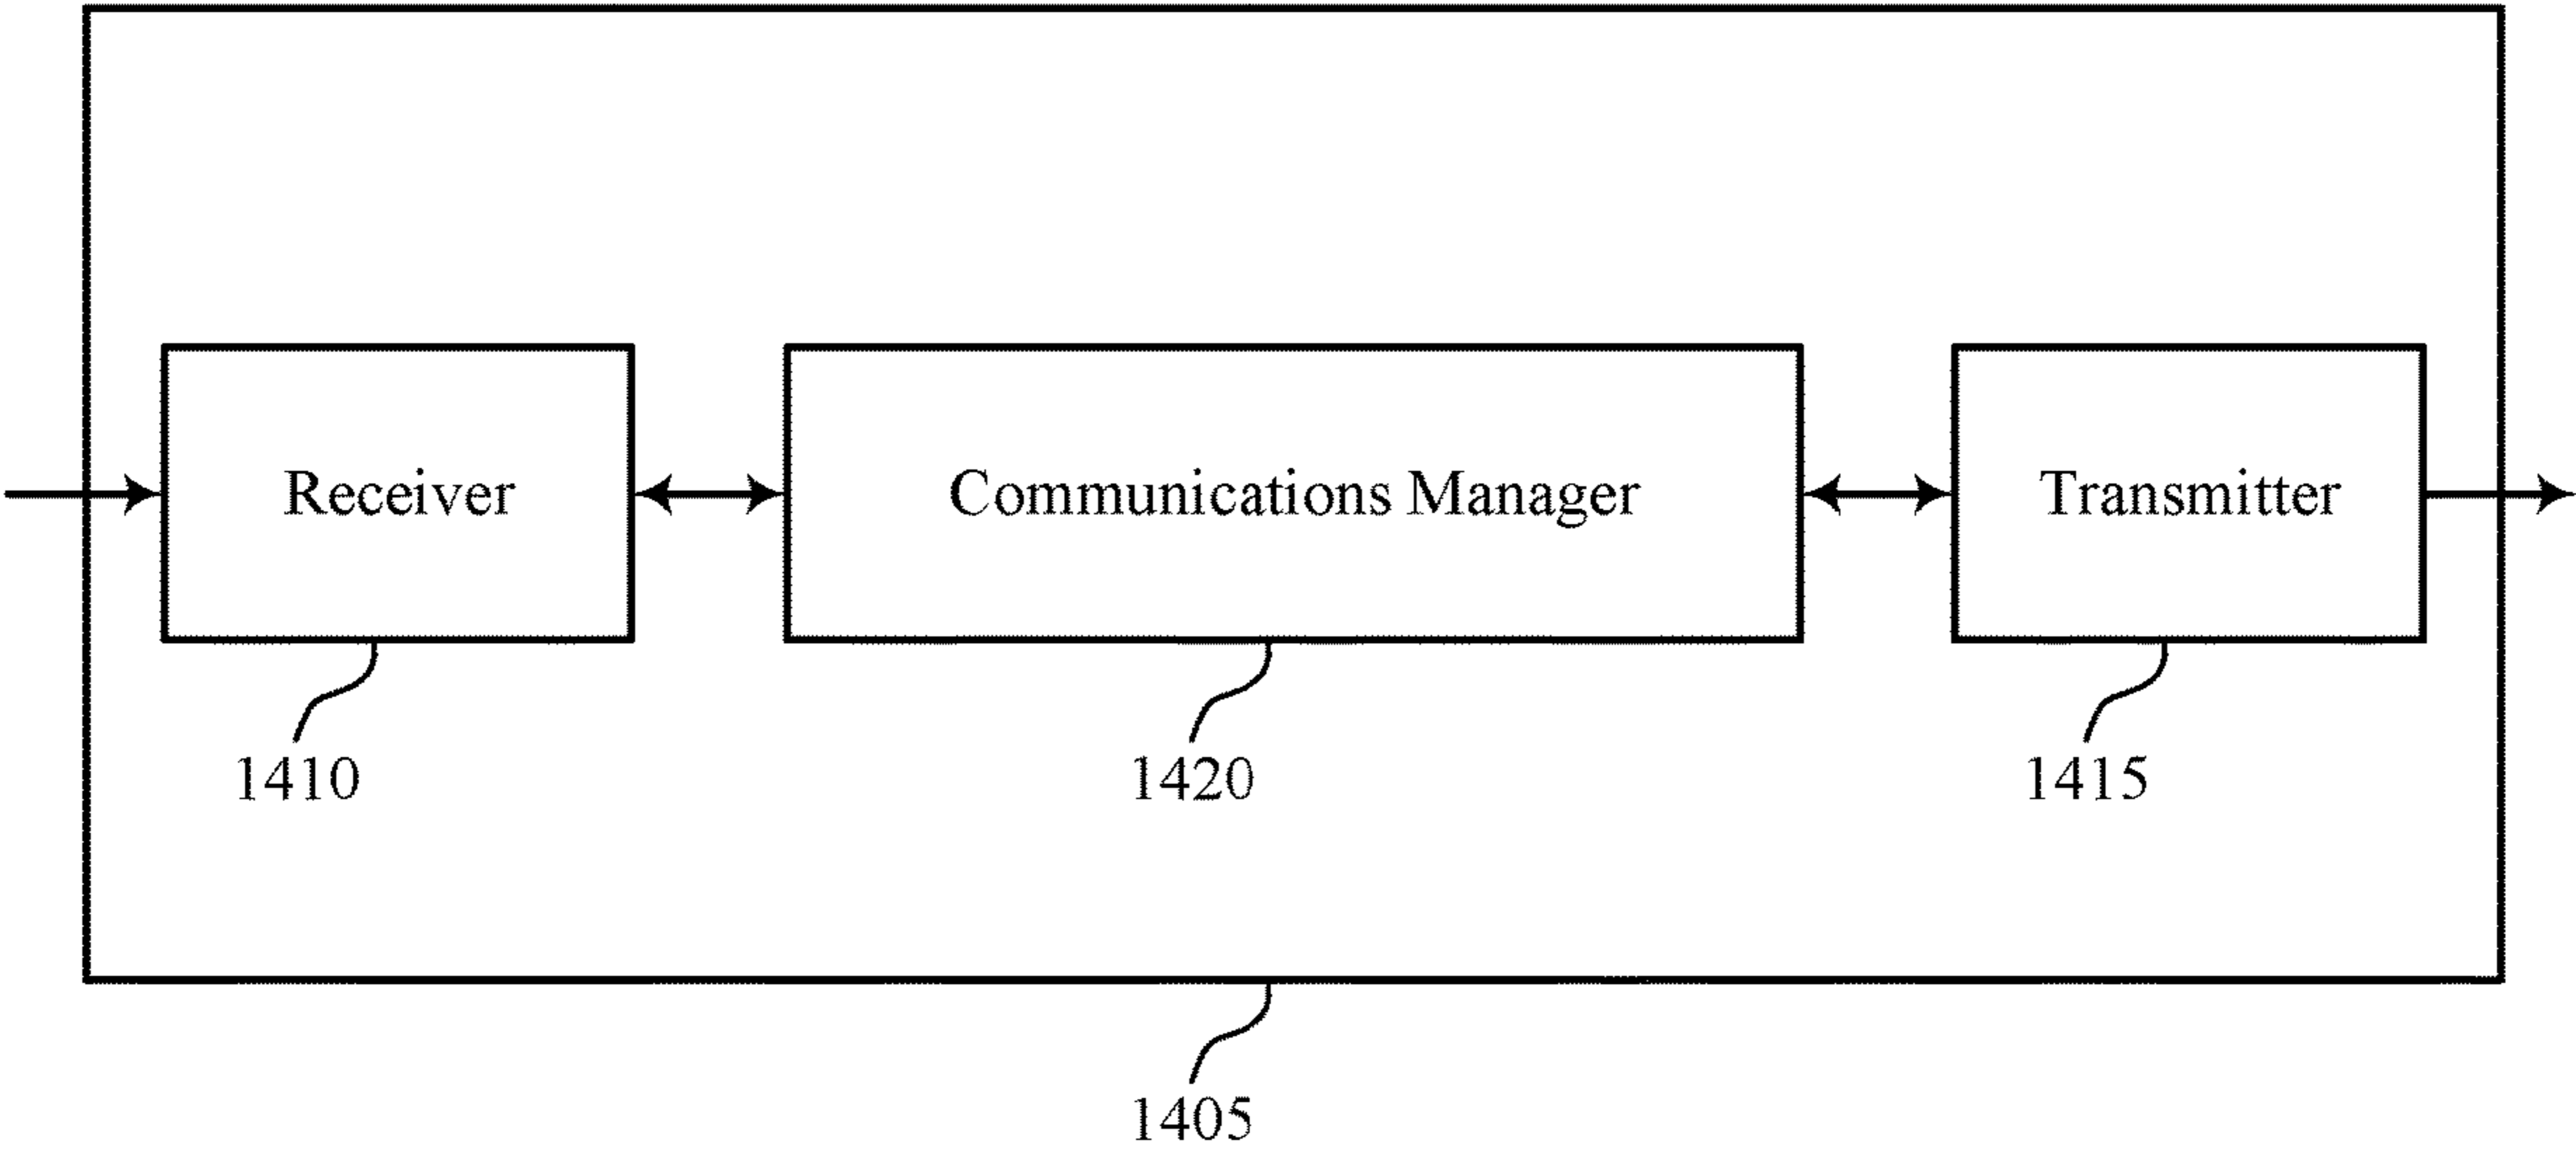 Receiver
Communications Manager
Transmitter
1410
1420
1415
1405